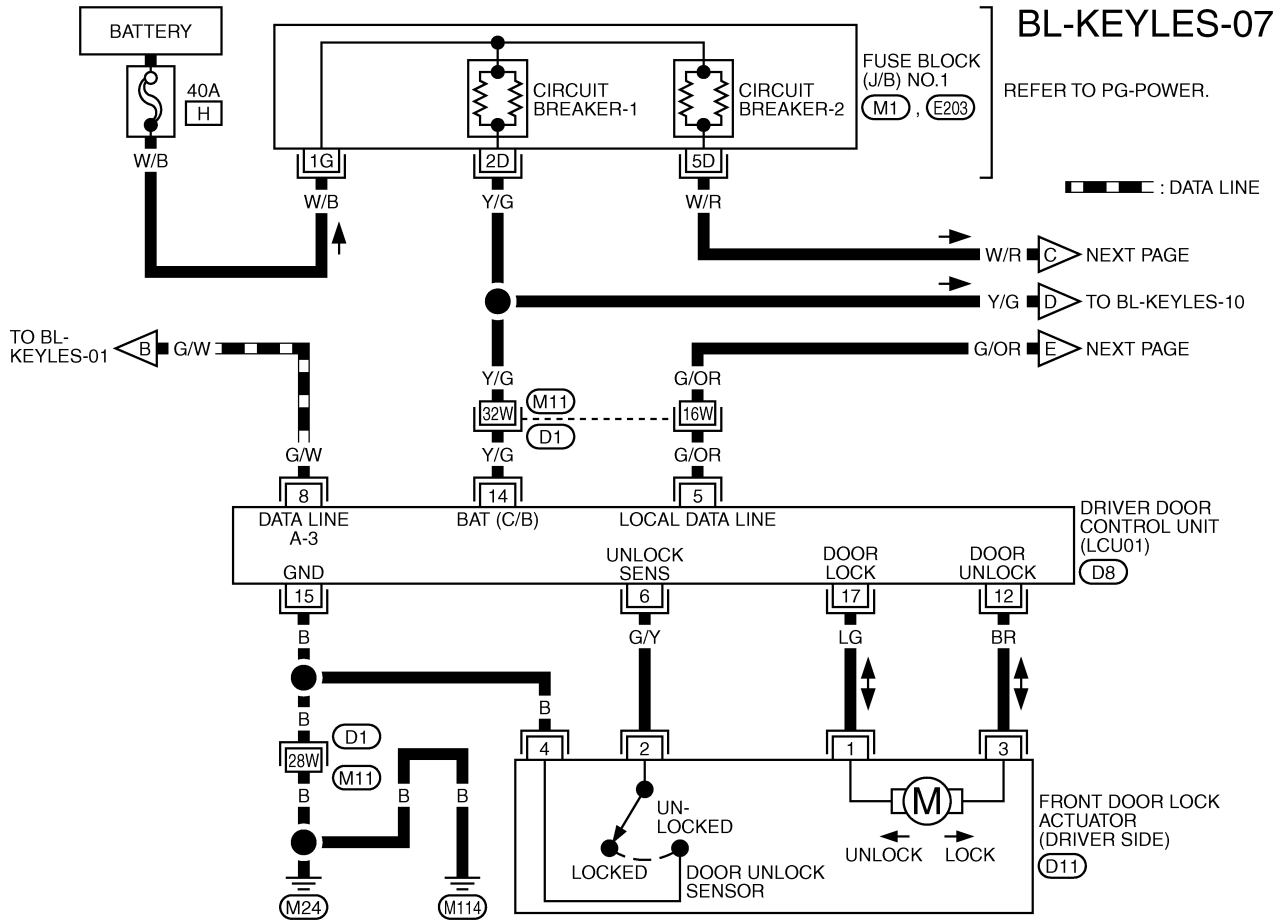 BL-KEYLES-07
BATTERY
40A
H
W/B
CIRCUIT
BREAKER-1
CIRCUIT
BREAKER-2
FUSE BLOCK
(J/B) NO.1
M1 , E203
REFER TO PG-POWER.
1G
2D
5D
W/B
Y/G
W/R
: DATA LINE
W/R
C
NEXT PAGE
Y/G
D
TO BL-KEYLES-10
TO BL-
KEYLES-01
B
G/W
G/OR
E
NEXT PAGE
Y/G
G/OR
32W
M11
D1
16W
G/W
Y/G
G/OR
8
14
5
DATA LINE
A-3
BAT (C/B)
LOCAL DATA LINE
DRIVER DOOR
CONTROL UNIT
(LCU01)
D8
GND
UNLOCK
SENS
DOOR
LOCK
DOOR
UNLOCK
15
6
17
12
B
G/Y
LG
BR
B
B
4
2
1
3
28W
D1
M11
B
B
B
UN-
LOCKED
LOCKED
DOOR UNLOCK
SENSOR
M
UNLOCK
LOCK
FRONT DOOR LOCK
ACTUATOR
(DRIVER SIDE)
D11
M24
M114